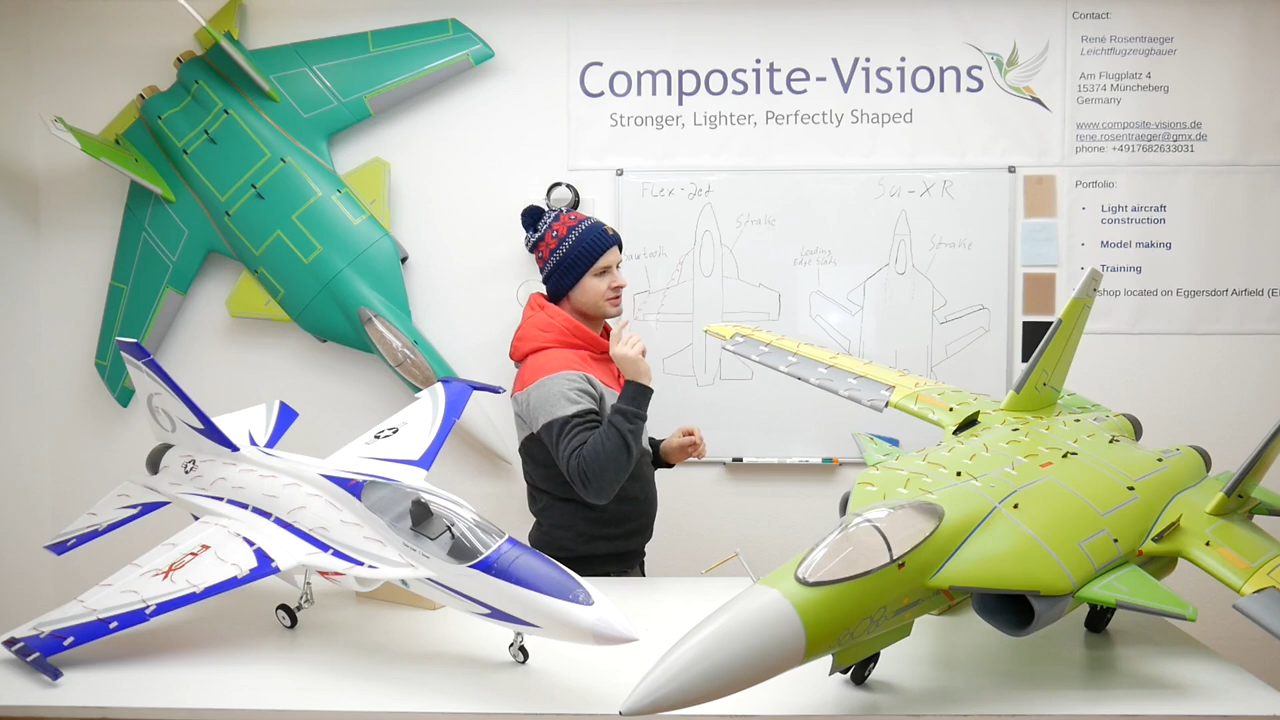 Composite-Visions
Stronger, Lighter, Perfectly Shaped
Contact:
René Rosentraeger
Leichtflugzeugbauer
Am Flugplatz 4
15374 Müncheberg
Germany
www.composite-visions.de
rene.rosentraeger@gmx.de
phone: +4917682633031
Portfolio:
• Light aircraft
construction
• Model making
• Training
shop located on Eggersdorf Airfield
Flex-Jet
Strake
Sawtooth
Su-XR
Leading
Edge Slats
Strake